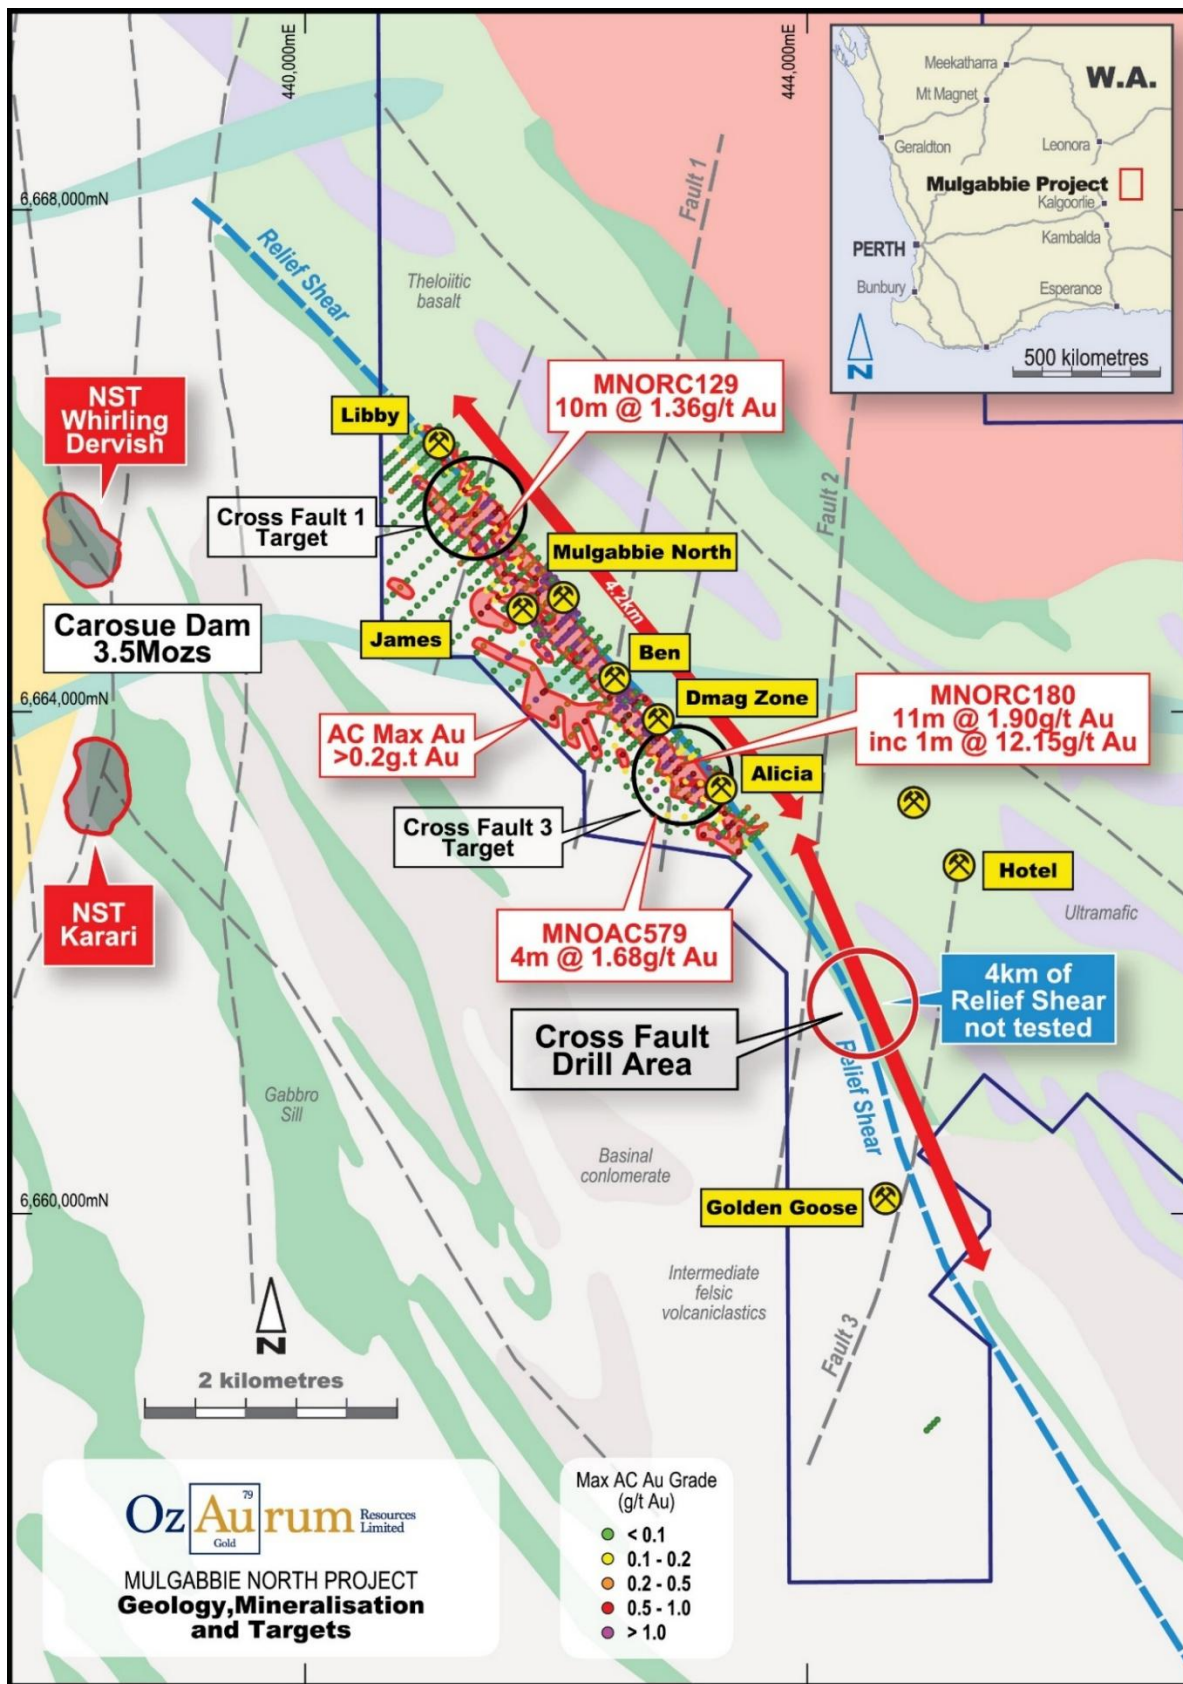 440,000mE
444,000mE
W.A.
Meekatharra
Mt Magnet
Geraldton
Leonora
Mulgabbie Project
Kalgoorlie
PERTH
Kambalda
Bunbury
Esperance
N
500 kilometres
6,668,000mN
Relief Shear
Theloiitic
basalt
Fault 1
NST
Whirling
Dervish
Libby
MNORC129
10m @ 1.36g/t Au
Fault 2
Cross Fault 1
Target
Mulgabbie North
4.2km
Carosue Dam
3.5Mozs
James
Ben
Dmag Zone
6,664,000mN
AC Max Au
>0.2g.t Au
MNORC180
11m @ 1.90g/t Au
inc 1m @ 12.15g/t Au
Alicia
Cross Fault 3
Target
Hotel
NST
Karari
Ultramafic
MNOAC579
4m @ 1.68g/t Au
4km of
Relief Shear
not tested
Cross Fault
Drill Area
Relief Shear
Gabbro
Sill
Basinal
conlomerate
6,660,000mN
Golden Goose
Intermediate
felsic
volcaniclastics
N
Fault 3
2 kilometres
79
Oz Au rum Resources
Limited
Gold
MULGABBIE NORTH PROJECT
Geology,Mineralisation
and Targets
Max AC Au Grade
(g/t Au)
< 0.1
0.1 - 0.2
0.2 - 0.5
0.5 - 1.0
> 1.0